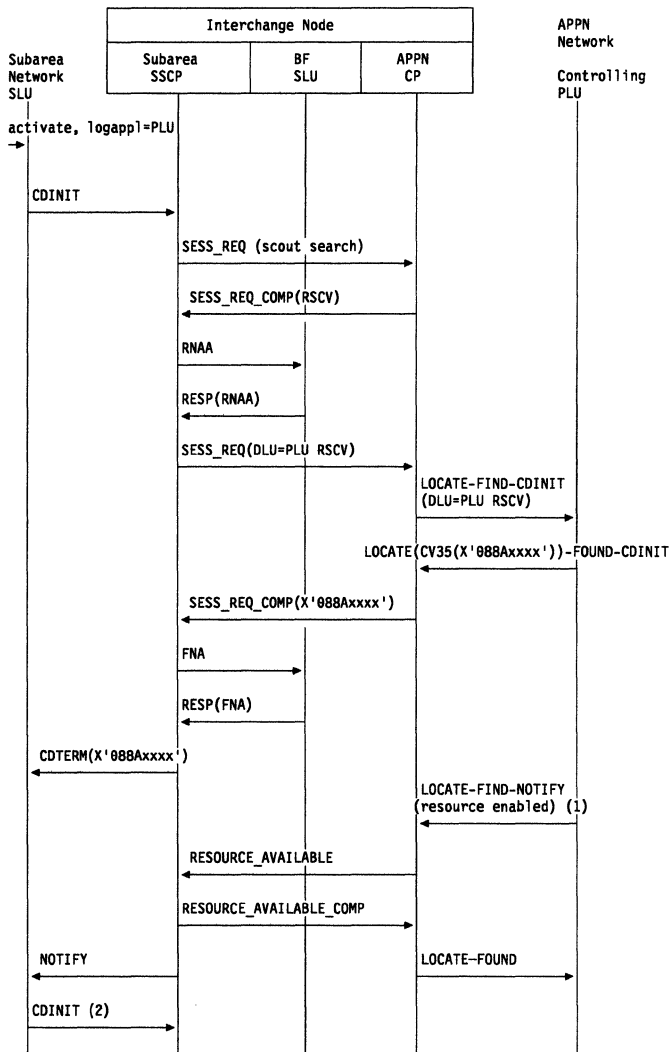 Interchange Node
APPN
Network
Subarea
Network
SLU
Subarea
SSCP
BF
SLU
APPN
CP
Controlling
PLU
activate, logappl=PLU
CDINIT
SESS_REQ (scout search)
SESS_REQ_COMP(RSCV)
RNAA
RESP(RNAA)
SESS_REQ(DLU=PLU RSCV)
LOCATE-FIND-CDINIT
(DLU=PLU RSCV)
LOCATE(CV35(X'088Axxxx'))-FOUND-CDINIT
SESS_REQ_COMP(X'088Axxxx')
FNA
RESP(FNA)
CDTERM(X'088Axxxx')
LOCATE-FIND-NOTIFY
(resource enabled) (1)
RESOURCE_AVAILABLE
RESOURCE_AVAILABLE_COMP
NOTIFY
LOCATE-FOUND
CDINIT (2)